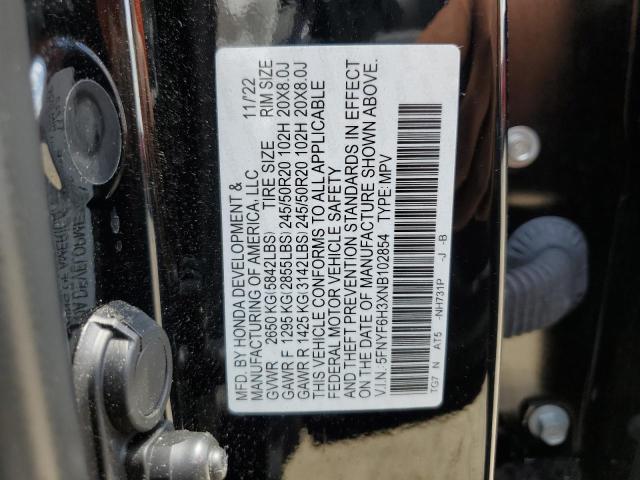 MFD. BY HONDA DEVELOPMENT &
MANUFACTURING OF AMERICA, LLC 11/22
GVWR 2650 KG(5842LBS) TIRE SIZE RIM SIZE
GAWR F 1295 KG(2855LBS) 245/50R20 102H 20X8.0J
GAWR R 1425 KG(3142LBS) 245/50R20 102H 20X8.0J
THIS VEHICLE CONFORMS TO ALL APPLICABLE
FEDERAL MOTOR VEHICLE SAFETY
AND THEFT PREVENTION STANDARDS IN EFFECT
ON THE DATE OF MANUFACTURE SHOWN ABOVE.
V.I.N.: 5FNYF6H3XNB102854 TYPE: MPV
TG7 N AT5 -NH731P -J -B